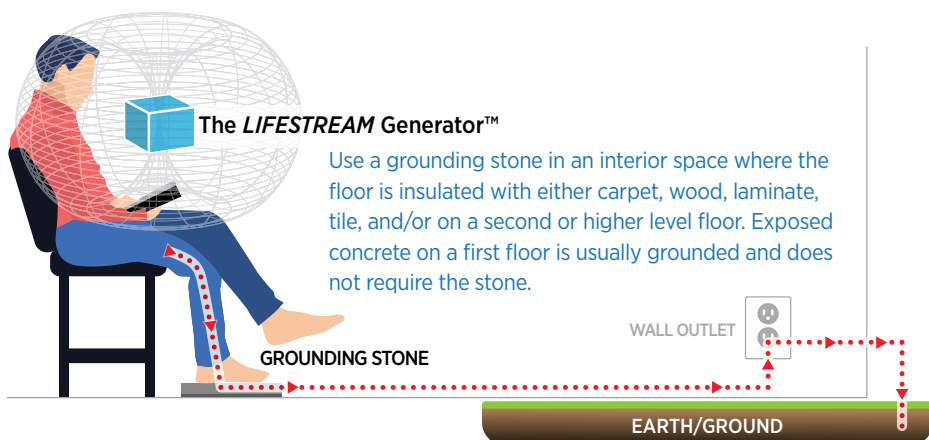 The LIFESTREAM Generator™
Use a grounding stone in an interior space where the
floor is insulated with either carpet, wood, laminate,
tile, and/or on a second or higher level floor. Exposed
concrete on a first floor is usually grounded and does
not require the stone.
WALL OUTLET
GROUNDING STONE
EARTH/GROUND